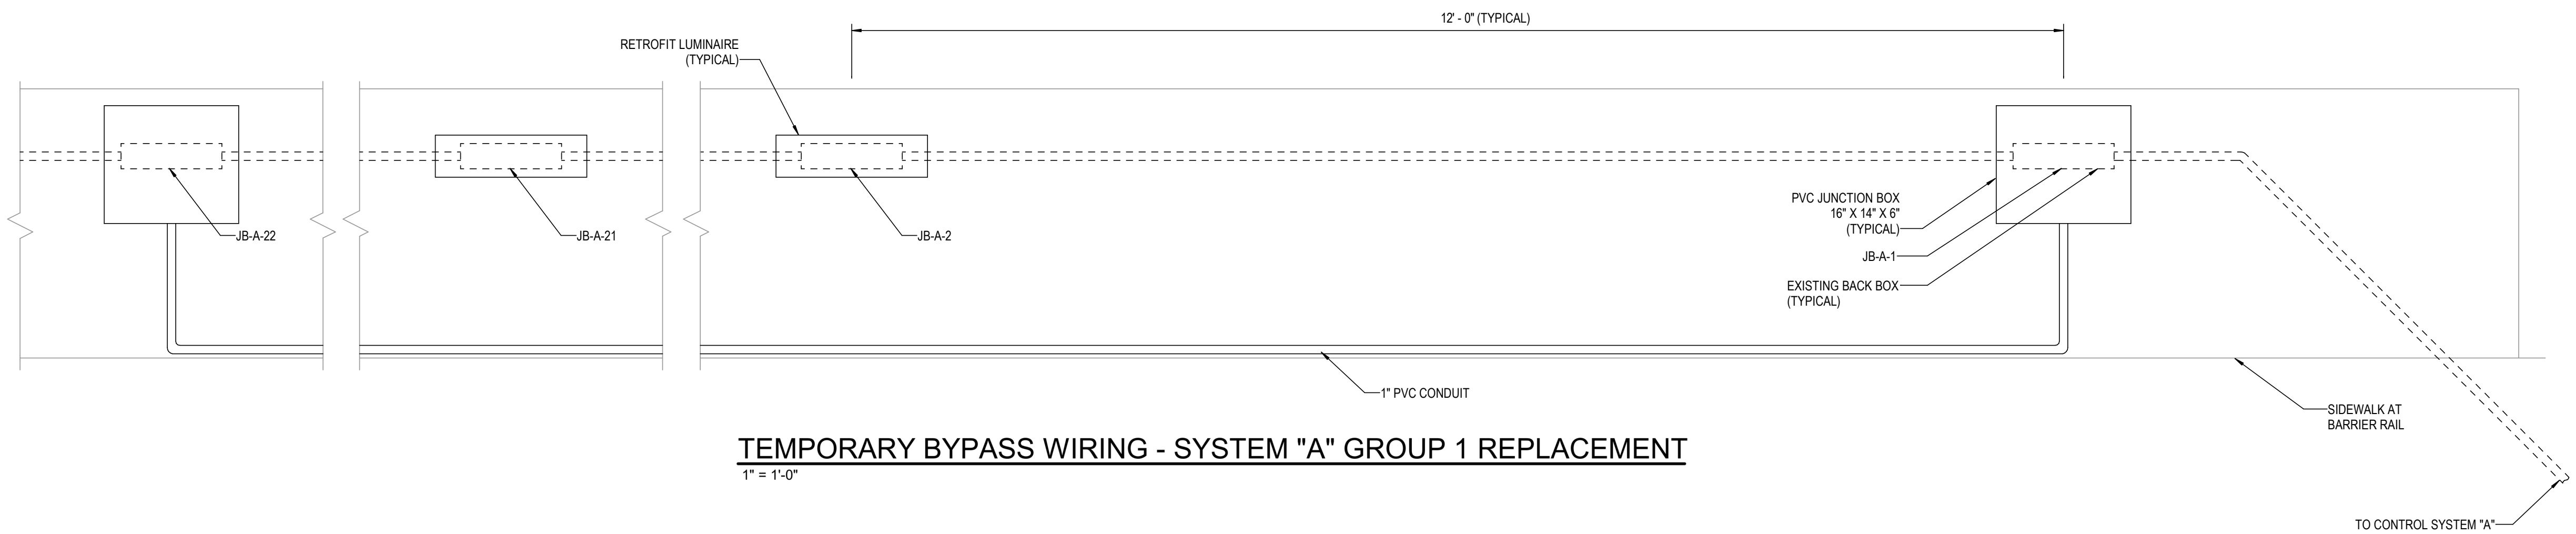 12' - 0" (TYPICAL)
RETROFIT LUMINAIRE
(TYPICAL)
PVC JUNCTION BOX
16" X 14" X 6"
(TYPICAL)
JB-A-22
JB-A-21
JB-A-2
JB-A-1
EXISTING BACK BOX
(TYPICAL)
1" PVC CONDUIT
SIDEWALK AT
BARRIER RAIL
TEMPORARY BYPASS WIRING - SYSTEM "A" GROUP 1 REPLACEMENT
1" = 1'-0"
TO CONTROL SYSTEM "A"